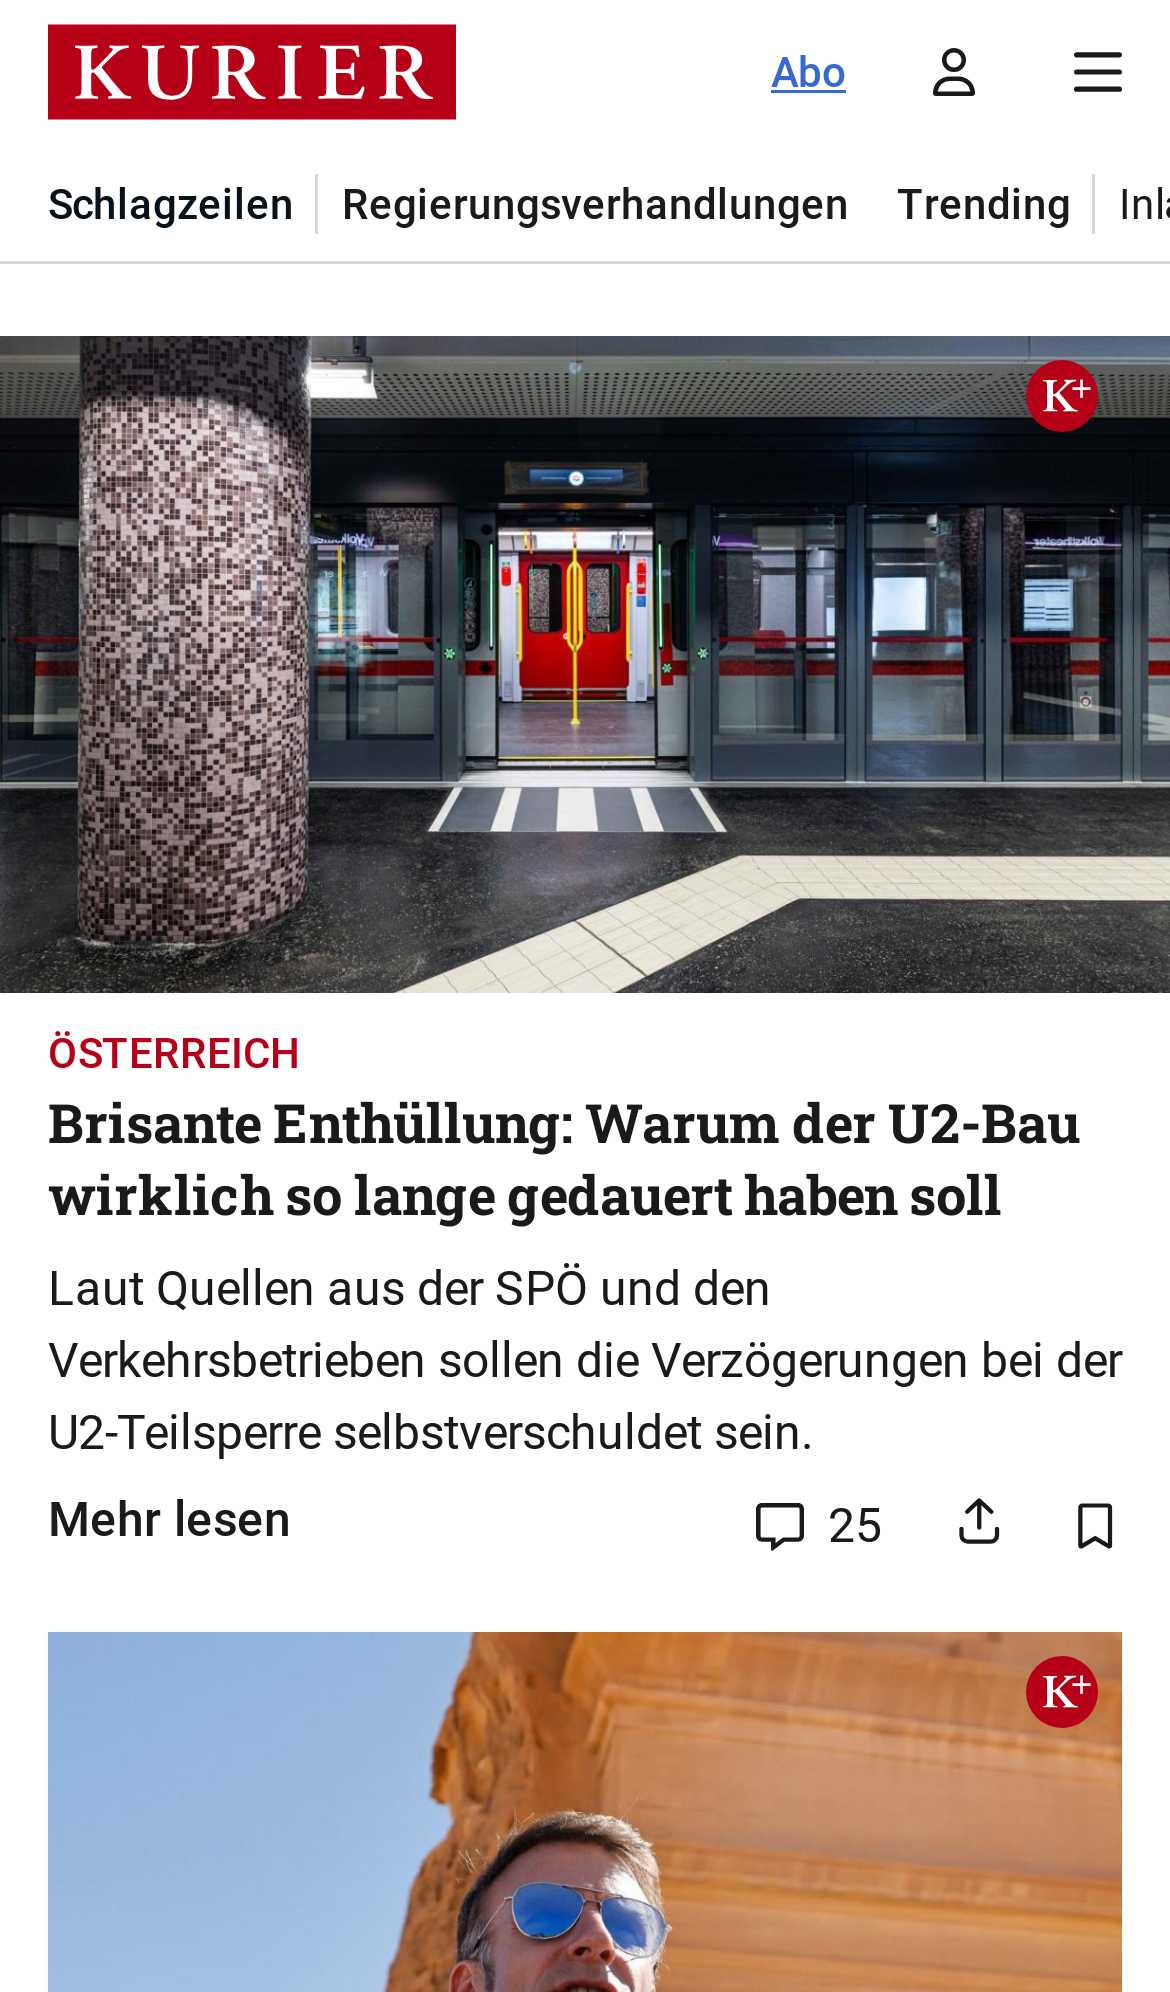 KURIER
Abo
Schlagzeilen
Regierungsverhandlungen
Trending
Inla
K+
Volkstheater
ÖSTERREICH
Brisante Enthüllung: Warum der U2-Bau
wirklich so lange gedauert haben soll
Laut Quellen aus der SPÖ und den
Verkehrsbetrieben sollen die Verzögerungen bei der
U2-Teilsperre selbstverschuldet sein.
Mehr lesen
25
K+